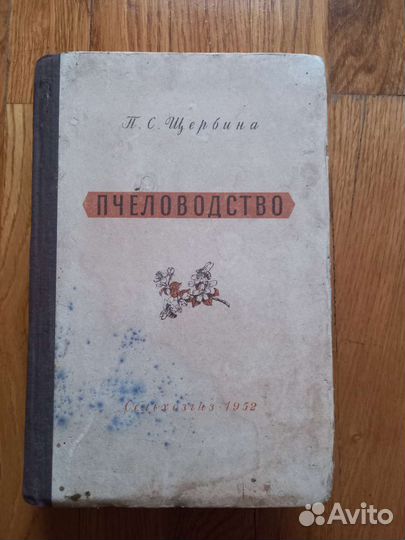 П. С. Щербина
ПЧЕЛОВОДСТВО
Сельхозгиз · 1952
Avito